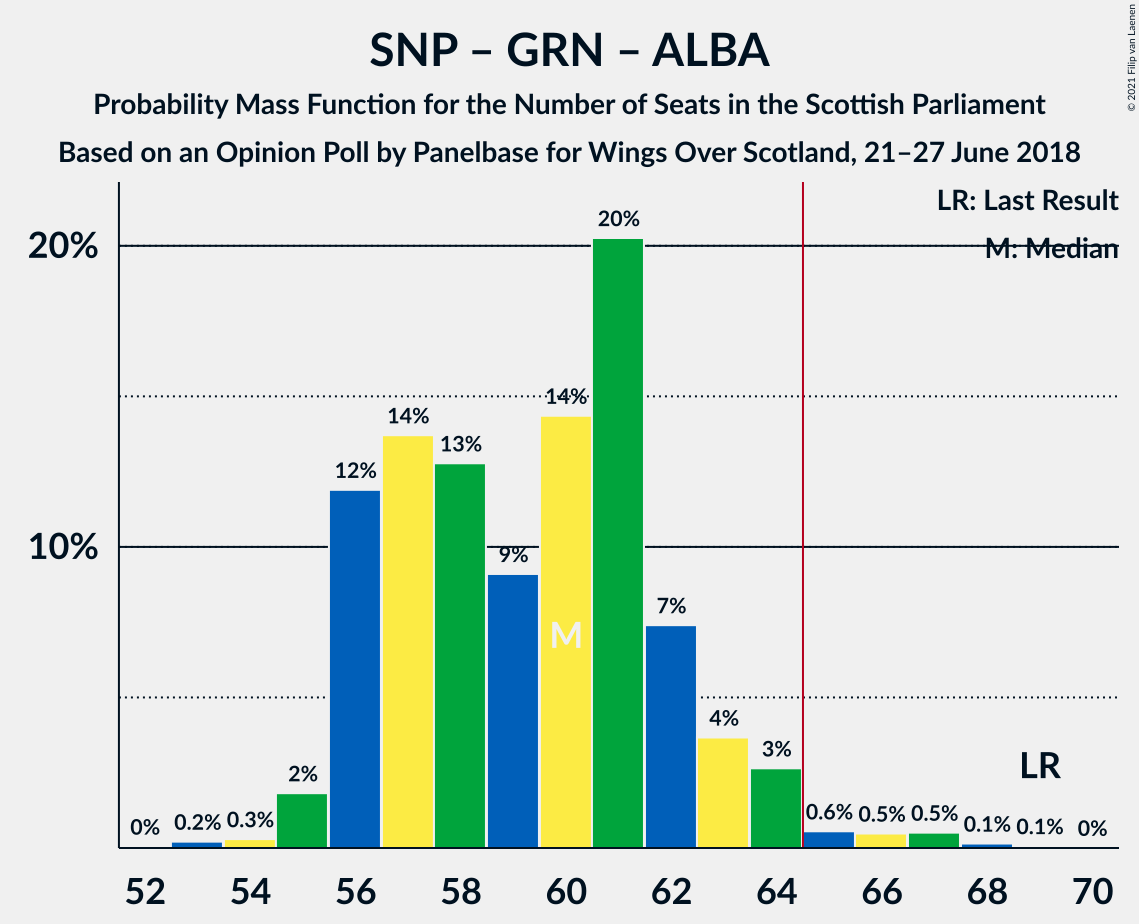 SNP – GRN – ALBA
Probability Mass Function for the Number of Seats in the Scottish Parliament
Based on an Opinion Poll by Panelbase for Wings Over Scotland, 21–27 June 2018
© 2021 Filip van Laenen
LR: Last Result
M: Median
20%
10%
0%
0.2%
0.3%
2%
12%
14%
13%
9%
14%
20%
7%
4%
3%
0.6%
0.5%
0.5%
0.1%
0.1%
0%
M
LR
52 54 56 58 60 62 64 66 68 70